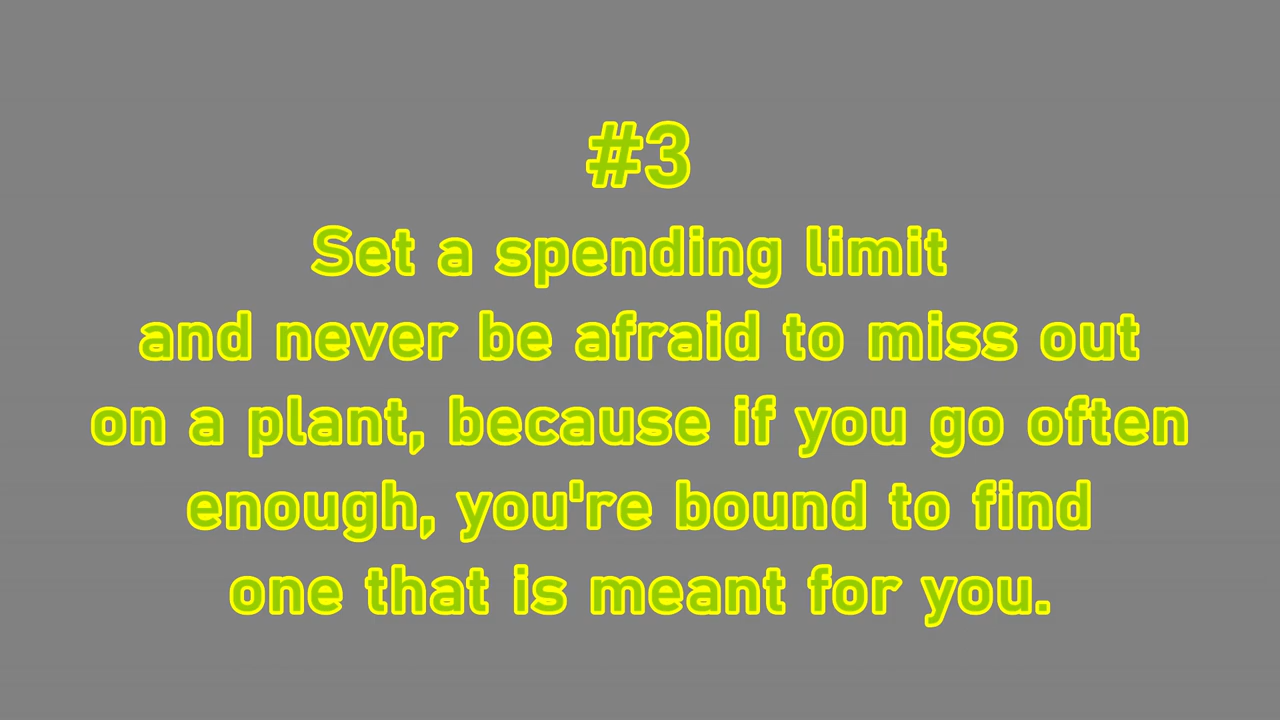 #3
Set a spending limit
and never be afraid to miss out
on a plant, because if you go often
enough, you're bound to find
one that is meant for you.